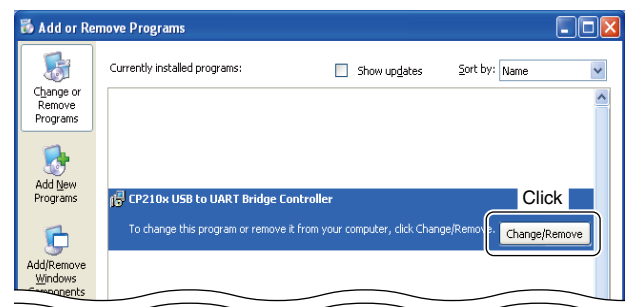 Add or Remove Programs
Change or
Remove
Programs
Currently installed programs:
Show updates
Sort by: Name
Add New
Programs
CP210x USB to UART Bridge Controller
Click
To change this program or remove it from your computer, click Change/Remove.
Change/Remove
Add/Remove
Windows
Components